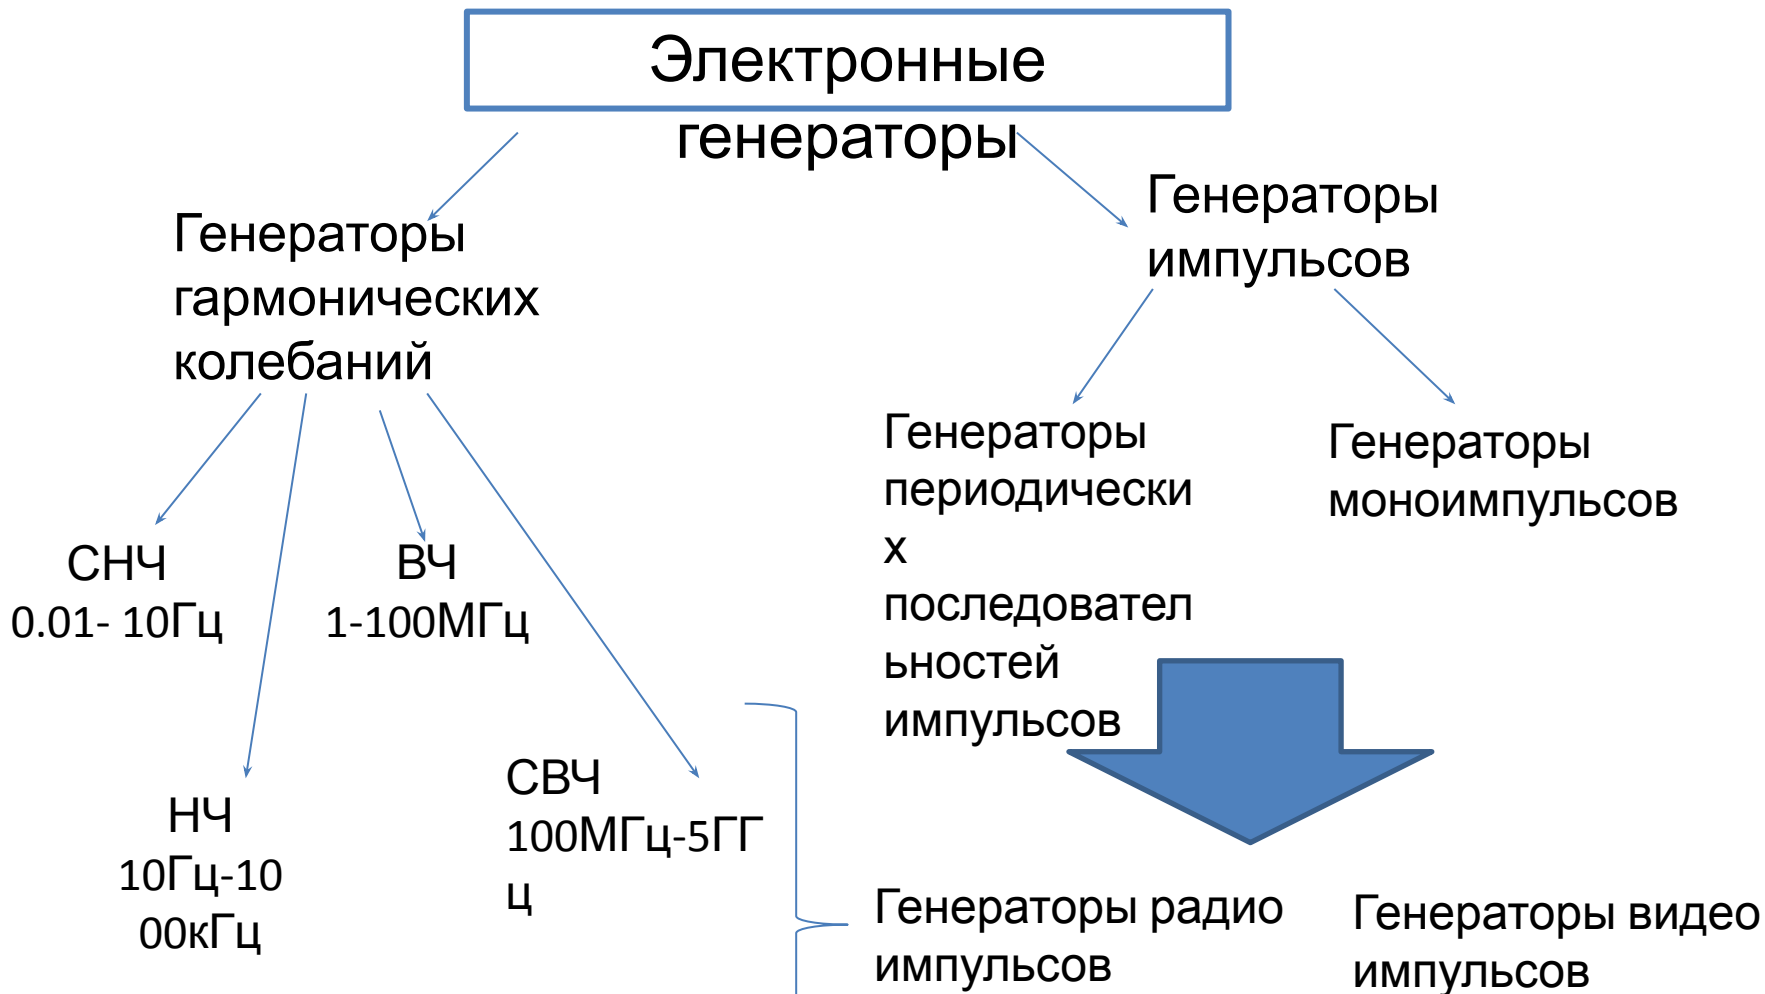 Электронные
генераторы
Генераторы
гармонических
колебаний
Генераторы
импульсов
СНЧ
0.01- 10Гц
ВЧ
1-100МГц
НЧ
10Гц-10
00кГц
СВЧ
100МГц-5ГГ
ц
Генераторы
периодически
х
последовател
ьностей
импульсов
Генераторы
моноимпульсов
Генераторы радио
импульсов
Генераторы видео
импульсов